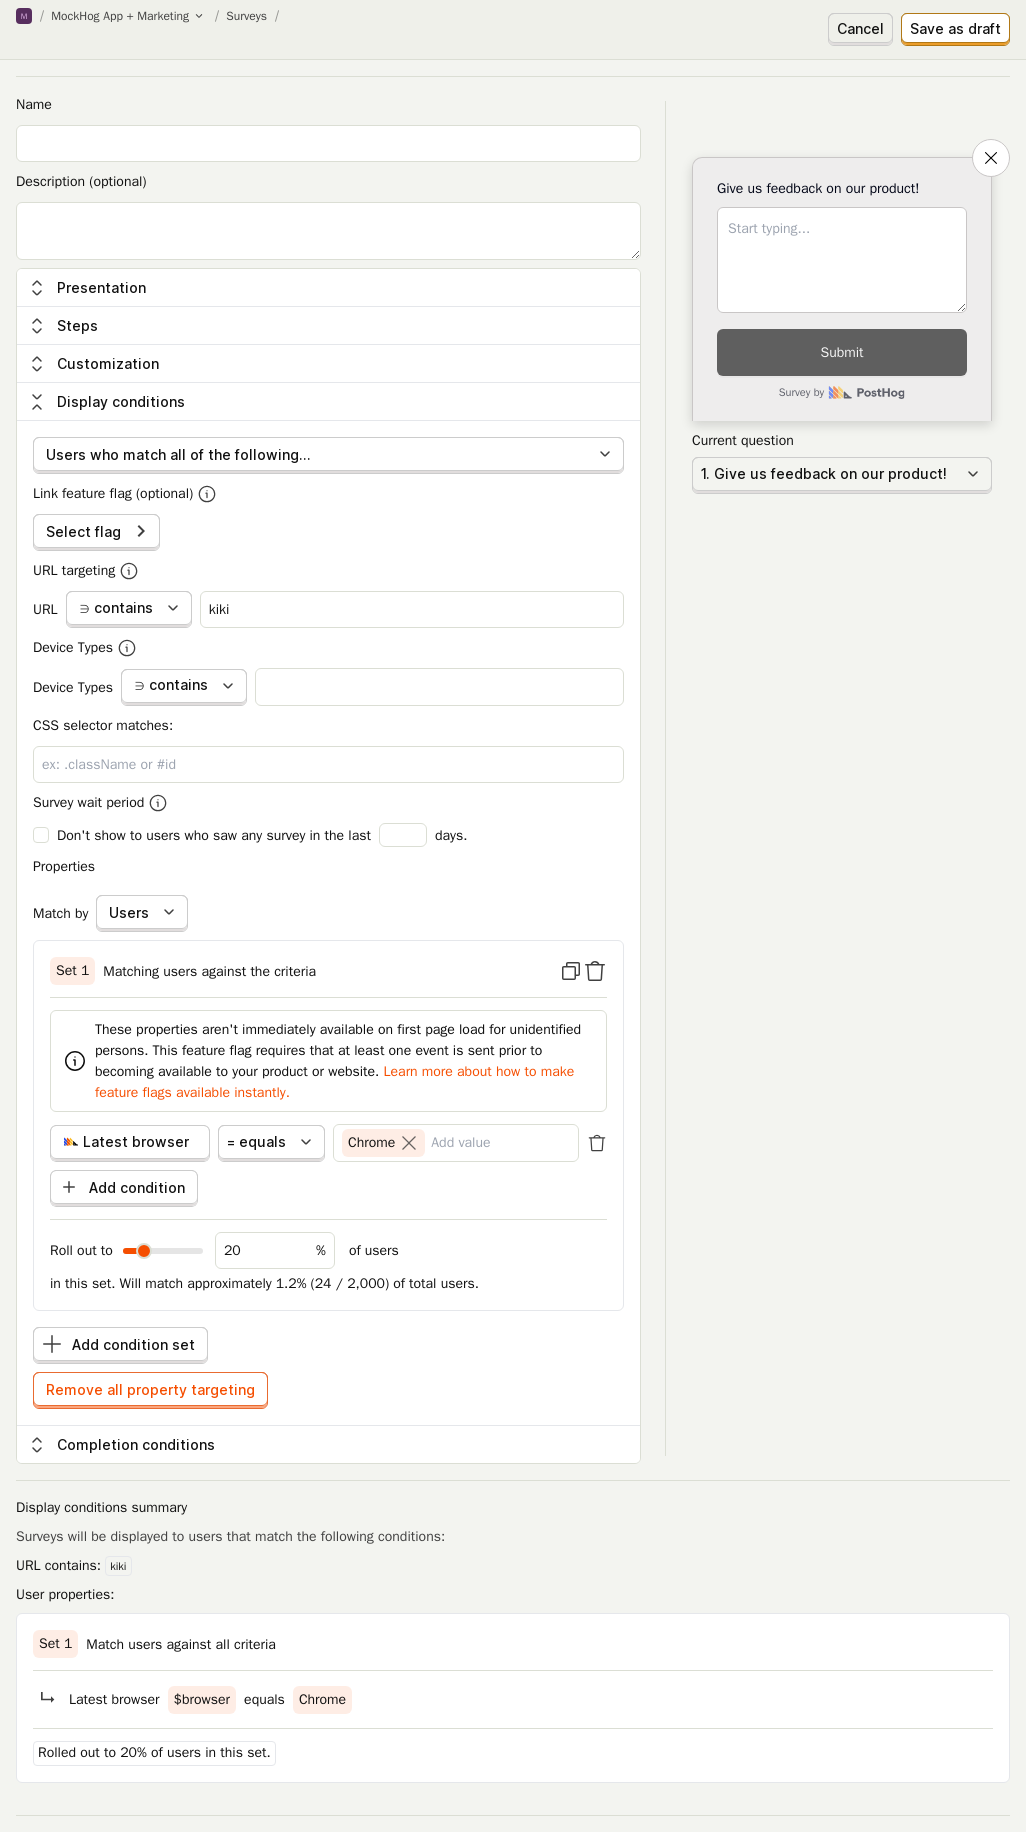 M / MockHog App + Marketing / Surveys /
Cancel
Save as draft
Name
Description (optional)
Presentation
Steps
Customization
Display conditions
Users who match all of the following...
Link feature flag (optional)
Select flag
URL targeting
URL ∋ contains kiki
Device Types
Device Types ∋ contains
CSS selector matches:
ex: .className or #id
Survey wait period
Don't show to users who saw any survey in the last days.
Properties
Match by Users
Set 1 Matching users against the criteria
These properties aren't immediately available on first page load for unidentified
persons. This feature flag requires that at least one event is sent prior to
becoming available to your product or website. Learn more about how to make
feature flags available instantly.
Latest browser = equals Chrome Add value
Add condition
Roll out to 20 % of users
in this set. Will match approximately 1.2% (24 / 2,000) of total users.
Add condition set
Remove all property targeting
Completion conditions
Give us feedback on our product!
Start typing...
Submit
Survey by PostHog
Current question
1. Give us feedback on our product!
Display conditions summary
Surveys will be displayed to users that match the following conditions:
URL contains: kiki
User properties:
Set 1 Match users against all criteria
Latest browser $browser equals Chrome
Rolled out to 20% of users in this set.